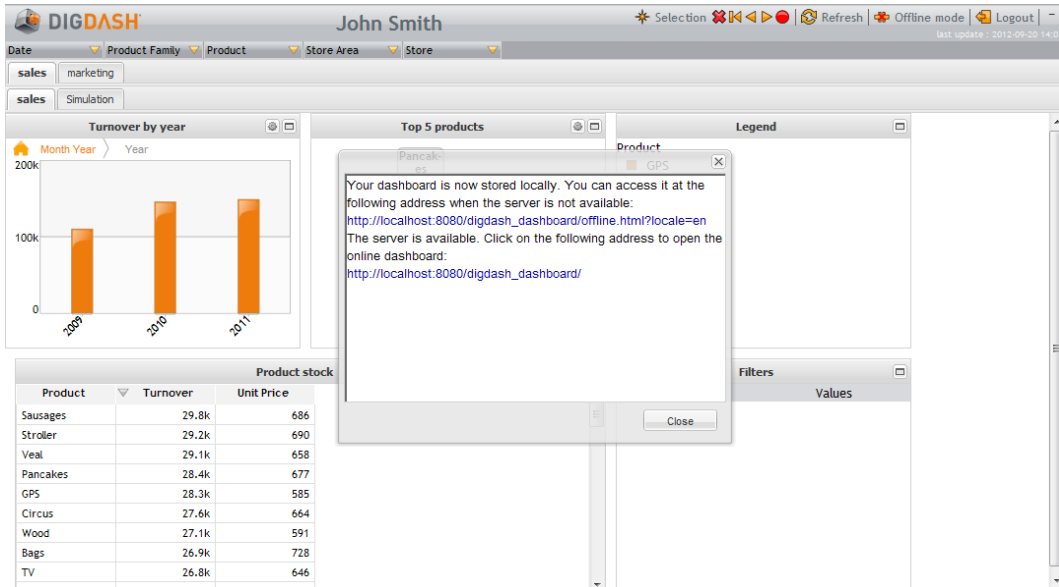 DIGDASH
John Smith
Selection Refresh Offline mode Logout
last update : 2012-09-20 14:0
Date Product Family Product Store Area Store
sales marketing
sales Simulation
Turnover by year
Top 5 products
Legend
Month Year Year
200k
100k
0
2009 2010 2011
Pancak-
es
Product
GPS
Your dashboard is now stored locally. You can access it at the
following address when the server is not available:
http://localhost:8080/digdash_dashboard/offline.html?locale=en
The server is available. Click on the following address to open the
online dashboard:
http://localhost:8080/digdash_dashboard/
Close
Product stock
Filters
Product Turnover Unit Price
Values
Sausages 29.8k 686
Stroller 29.2k 690
Veal 29.1k 658
Pancakes 28.4k 677
GPS 28.3k 585
Circus 27.6k 664
Wood 27.1k 591
Bags 26.9k 728
TV 26.8k 646